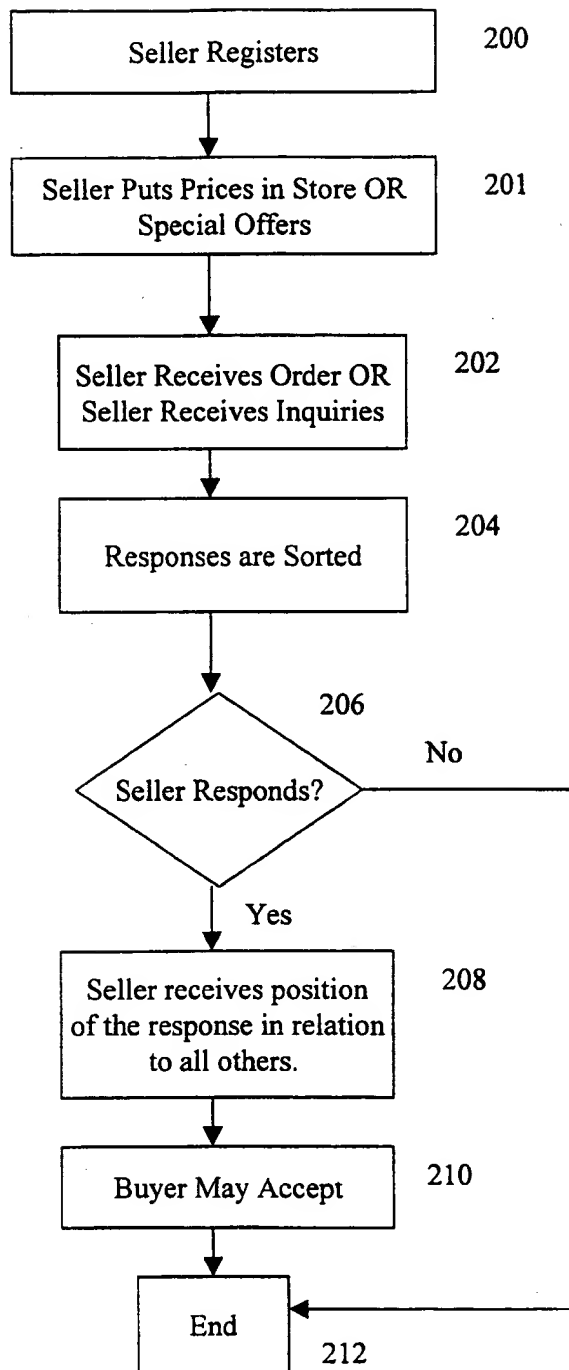 Seller Registers
200
Seller Puts Prices in Store OR
Special Offers
201
Seller Receives Order OR
Seller Receives Inquiries
202
Responses are Sorted
204
206
Seller Responds?
No
Yes
Seller receives position
of the response in relation
to all others.
208
Buyer May Accept
210
End
212